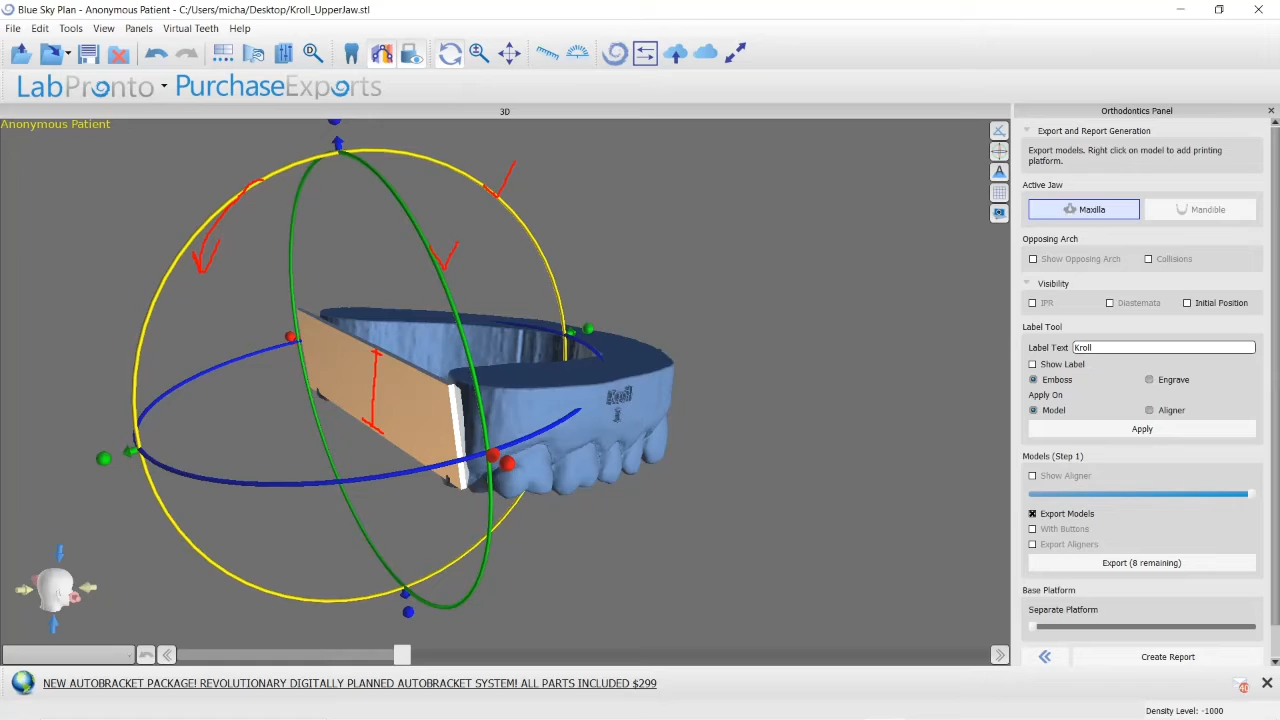 Blue Sky Plan - Anonymous Patient - C:/Users/micha/Desktop/Kroll_UpperJaw.stl
File Edit Tools View Panels Virtual Teeth Help
LabPronto PurchaseExports
3D
Anonymous Patient
Kroll
1
Orthodontics Panel
Export and Report Generation
Export models. Right click on model to add printing
platform.
Active Jaw
Maxilla Mandible
Opposing Arch
Show Opposing Arch Collisions
Visibility
IPR Diastemata Initial Position
Label Tool
Label Text Kroll
Show Label
Emboss Engrave
Apply On
Model Aligner
Apply
Models (Step 1)
Show Aligner
Export Models
With Buttons
Export Aligners
Export (8 remaining)
Base Platform
Separate Platform
Create Report
NEW AUTOBRACKET PACKAGE! REVOLUTIONARY DIGITALLY PLANNED AUTOBRACKET SYSTEM! ALL PARTS INCLUDED $299
Density Level: -1000